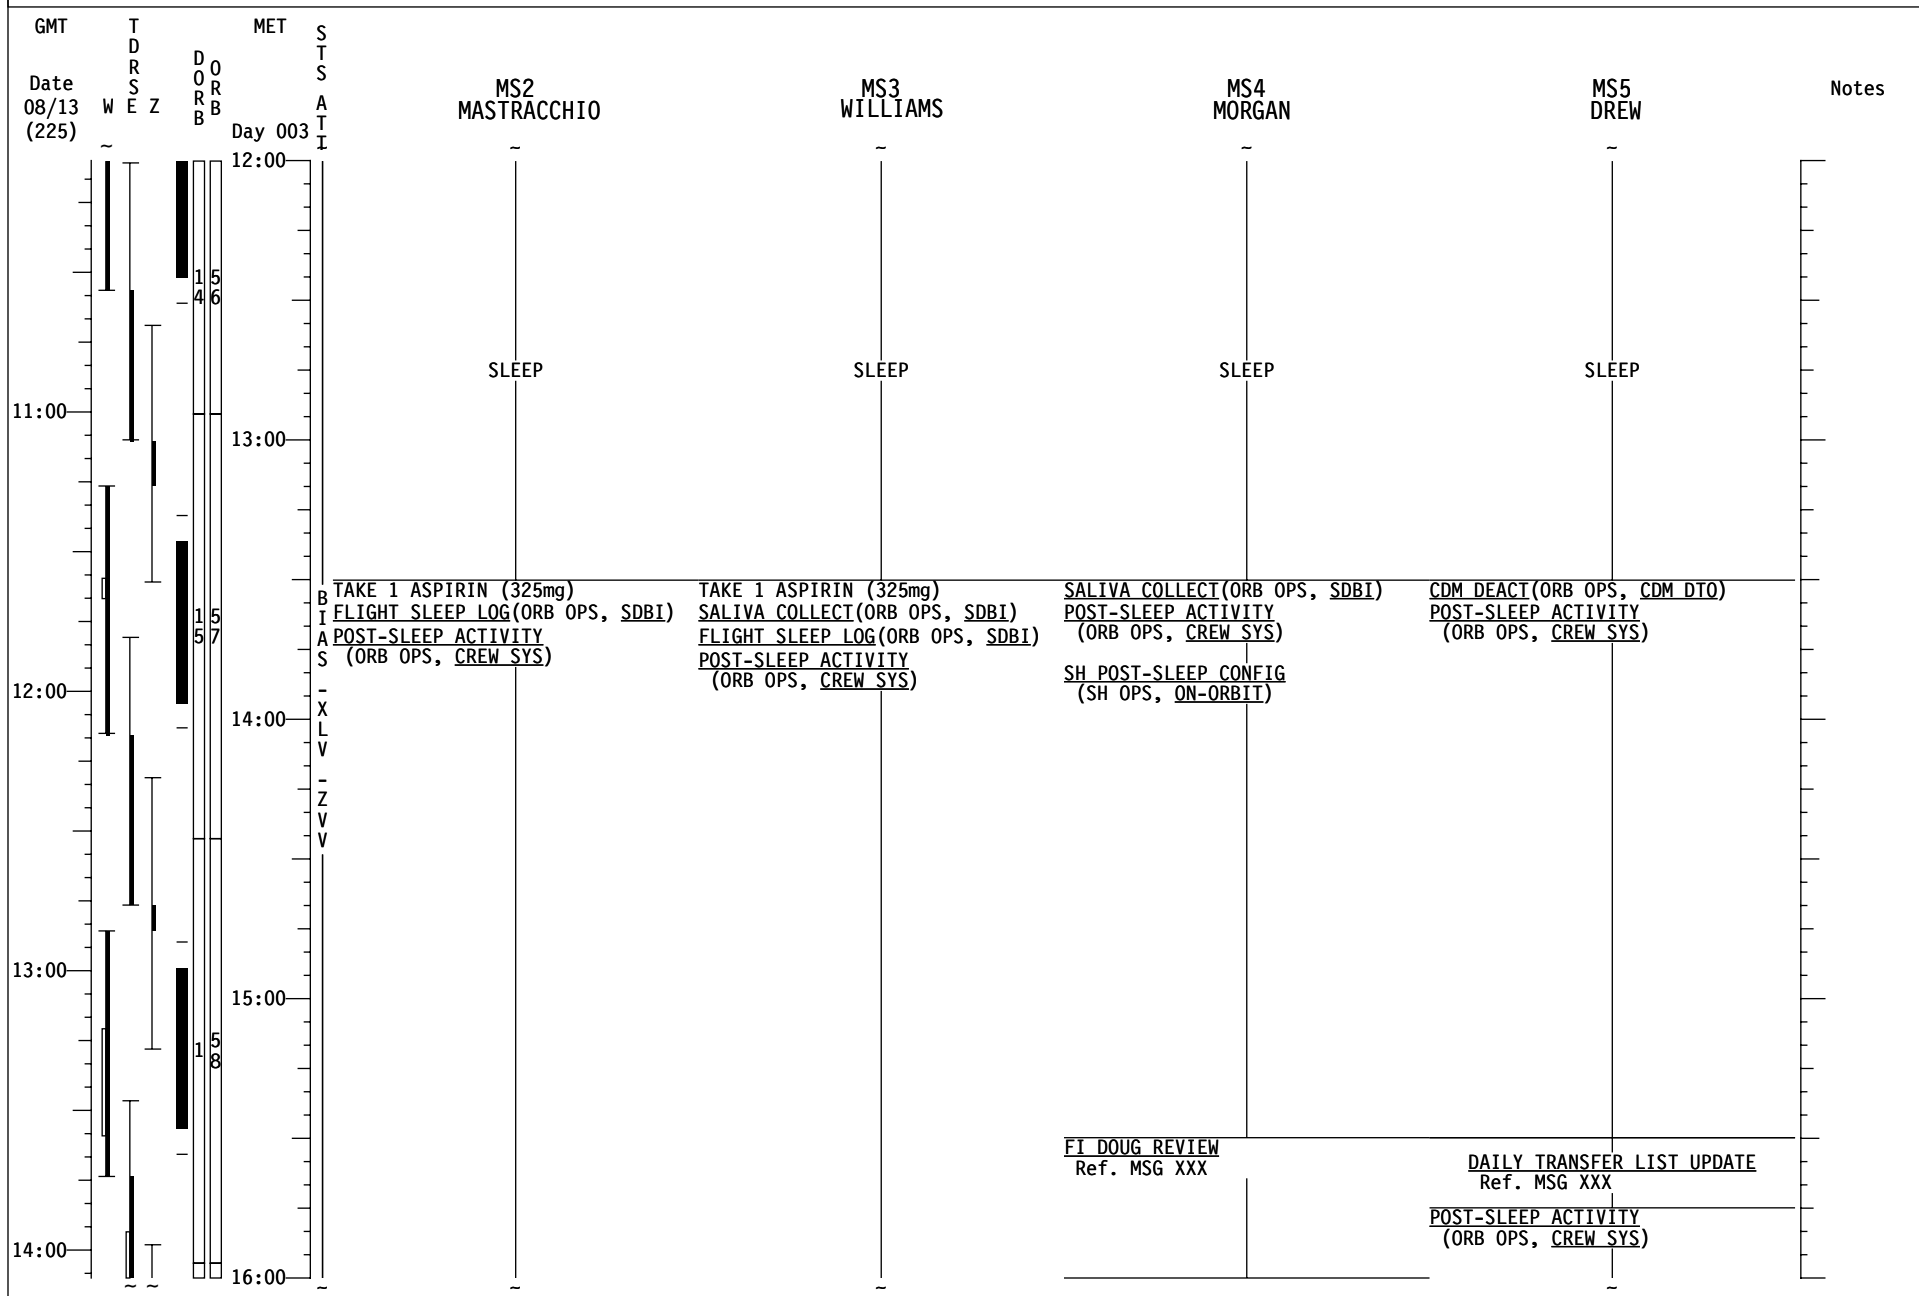 GMT
TDRS
MET
STS ATT
DORB
ORB
Date
08/13
(225)
W E Z
Day 003
MS2
MASTRACCHIO
MS3
WILLIAMS
MS4
MORGAN
MS5
DREW
Notes
~ ~ ~ ~ ~ ~
12:00
14
56
SLEEP SLEEP SLEEP SLEEP
11:00
13:00
BIAS -XLV -ZVV
TAKE 1 ASPIRIN (325mg)
FLIGHT SLEEP LOG(ORB OPS, SDBI)
POST-SLEEP ACTIVITY
(ORB OPS, CREW SYS)
TAKE 1 ASPIRIN (325mg)
SALIVA COLLECT(ORB OPS, SDBI)
FLIGHT SLEEP LOG(ORB OPS, SDBI)
POST-SLEEP ACTIVITY
(ORB OPS, CREW SYS)
SALIVA COLLECT(ORB OPS, SDBI)
POST-SLEEP ACTIVITY
(ORB OPS, CREW SYS)
SH POST-SLEEP CONFIG
(SH OPS, ON-ORBIT)
CDM DEACT(ORB OPS, CDM DTO)
POST-SLEEP ACTIVITY
(ORB OPS, CREW SYS)
15
57
12:00
14:00
13:00
15:00
1
58
FI DOUG REVIEW
Ref. MSG XXX
DAILY TRANSFER LIST UPDATE
Ref. MSG XXX
POST-SLEEP ACTIVITY
(ORB OPS, CREW SYS)
14:00
16:00
~ ~ ~ ~ ~ ~